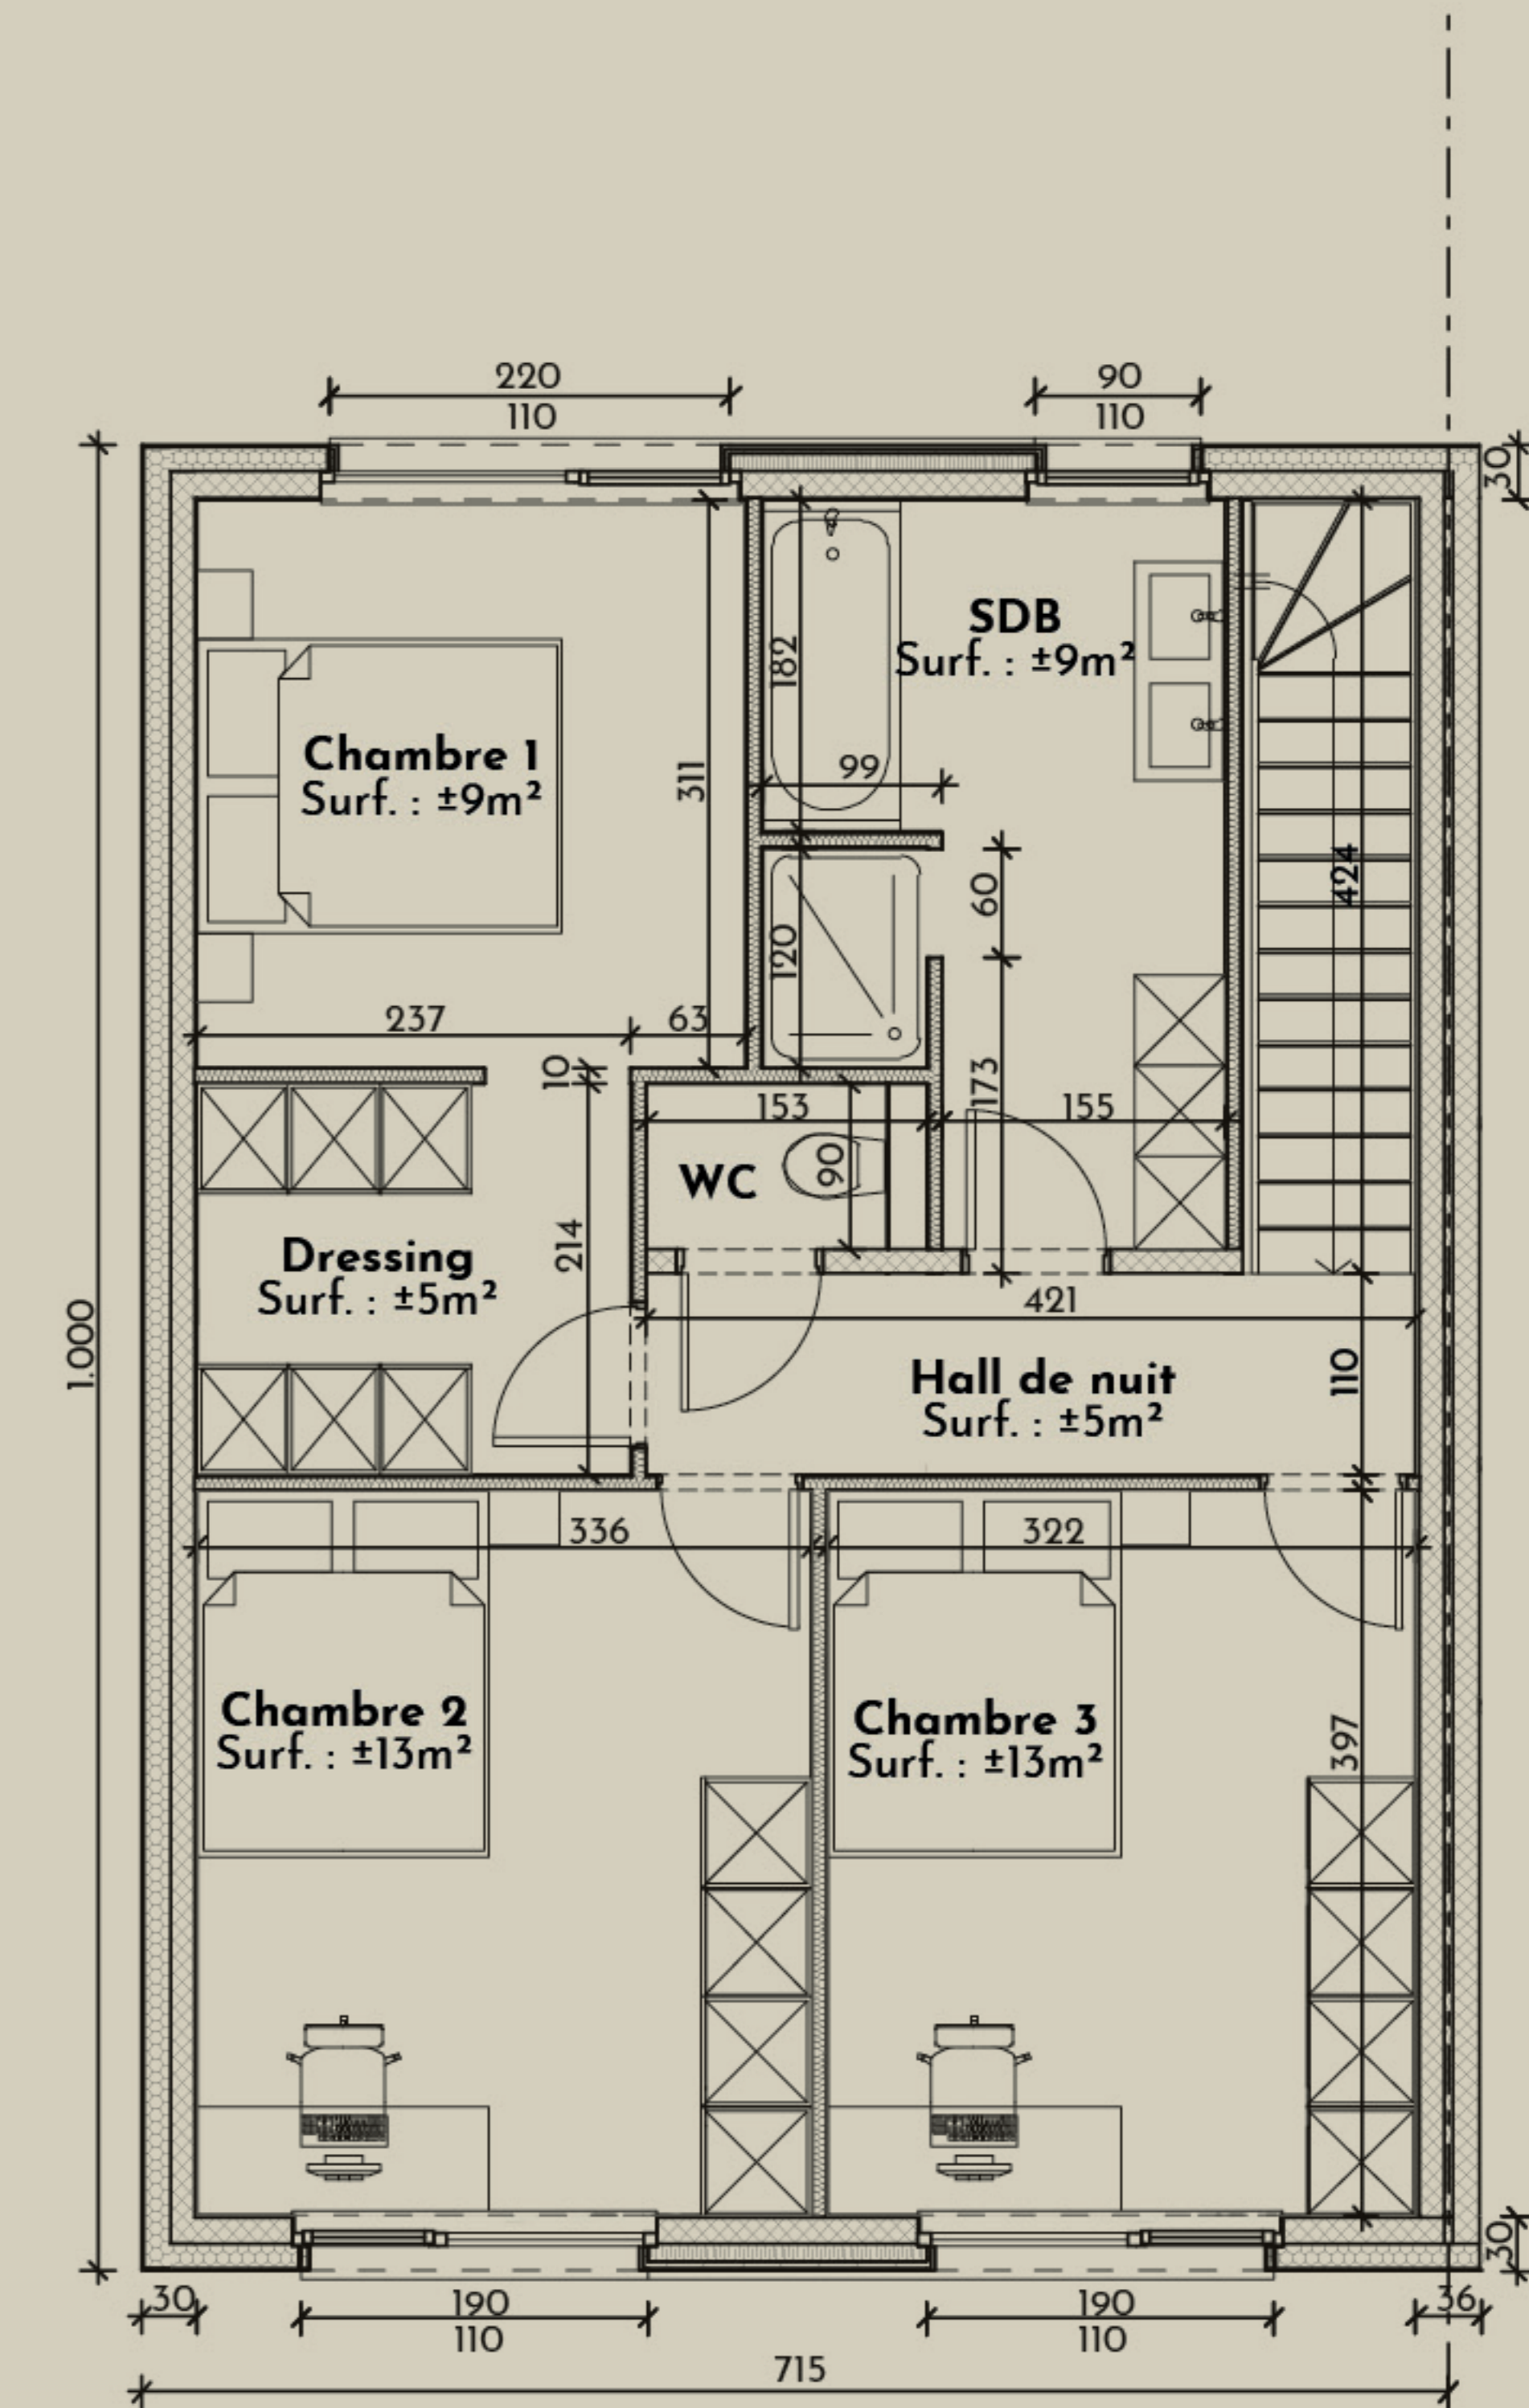 220
90
110
110
30
SDB
Surf. : ±9m²
182
Chambre 1
Surf. : ±9m²
311
99
60
424
120
237
63
10
173
153
155
90
WC
214
Dressing
Surf. : ±5m²
421
1.000
110
Hall de nuit
Surf. : ±5m²
336
322
Chambre 2
Surf. : ±13m²
Chambre 3
Surf. : ±13m²
397
30
30
190
190
36
110
110
715